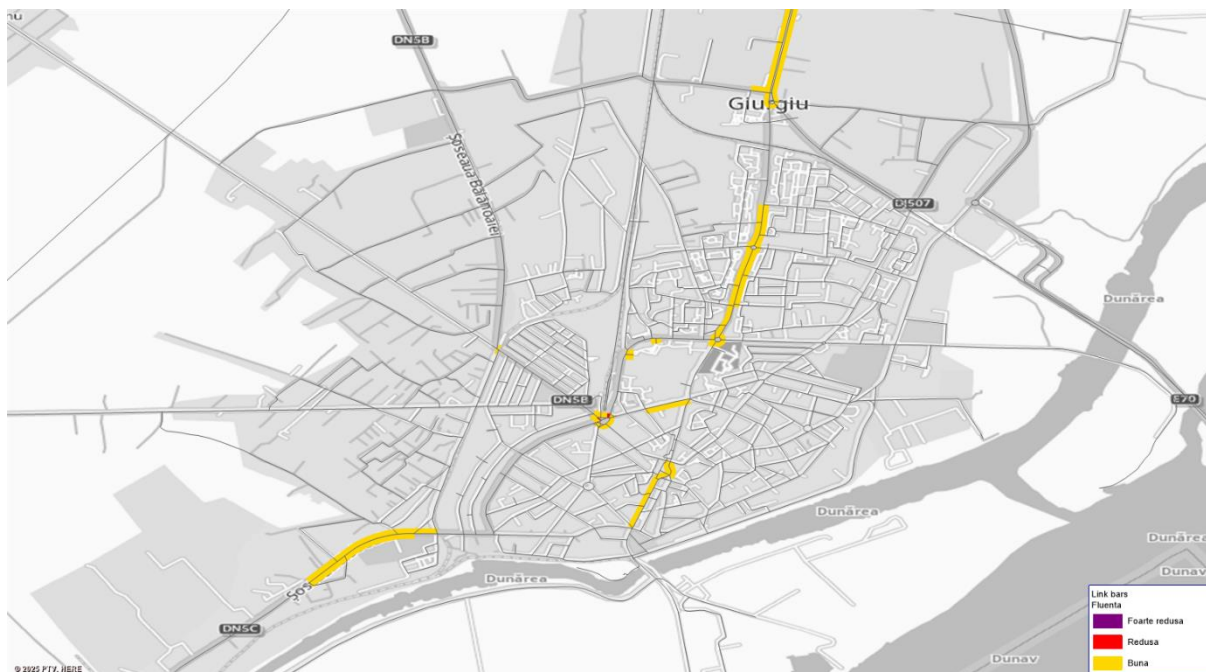 nu
DN5B
Giurgiu
Șoseaua Bălănoaiei
DJ507
Dunărea
DN5B
E70
Dunărea
Dunărea
Dunărea
Dunav
Șos
DN5C
Dunav
Link bars
Fluenta
Foarte redusa
Redusa
Buna
© 2025 PTV, HERE